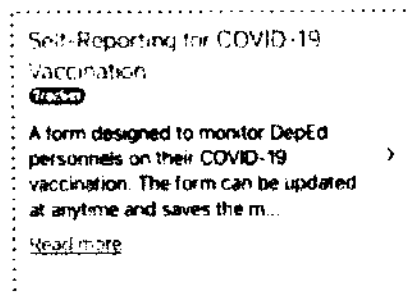 Self-Reporting for COVID-19
Vaccination
Tracker
A form designed to monitor DepEd
personnels on their COVID-19
vaccination. The form can be updated
at anytime and saves the m...
Read more